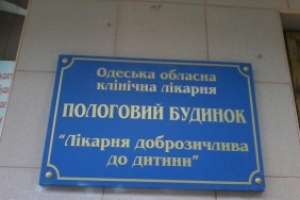 Одеська обласна
клінічна лікарня
ПОЛОГОВИЙ БУДИНОК
"Лікарня доброзичлива
до дитини"